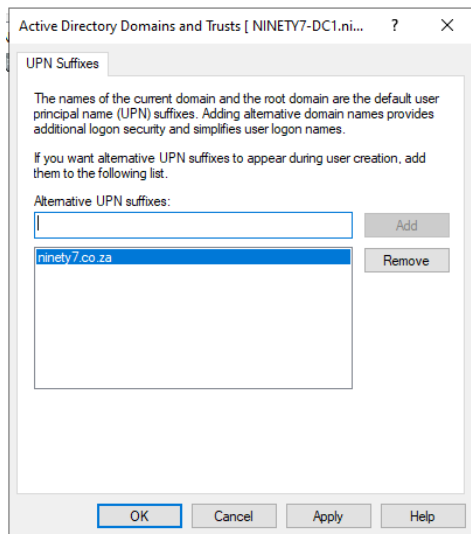 Active Directory Domains and Trusts [ NINETY7-DC1.ni... ? ×
UPN Suffixes
The names of the current domain and the root domain are the default user
principal name (UPN) suffixes. Adding alternative domain names provides
additional logon security and simplifies user logon names.
If you want alternative UPN suffixes to appear during user creation, add
them to the following list.
Alternative UPN suffixes:
Add
ninety7.co.za
Remove
OK Cancel Apply Help